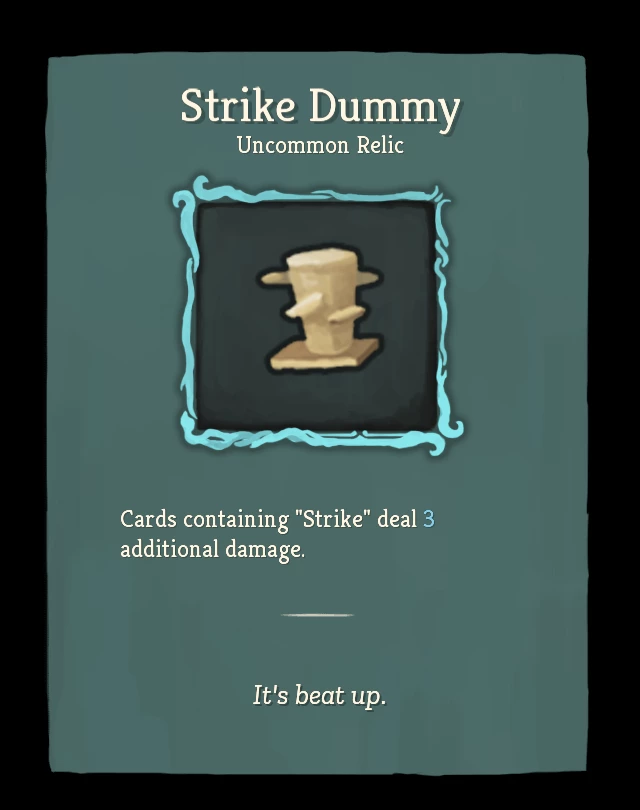 Strike Dummy
Uncommon Relic
Cards containing "Strike" deal 3
additional damage.
It's beat up.